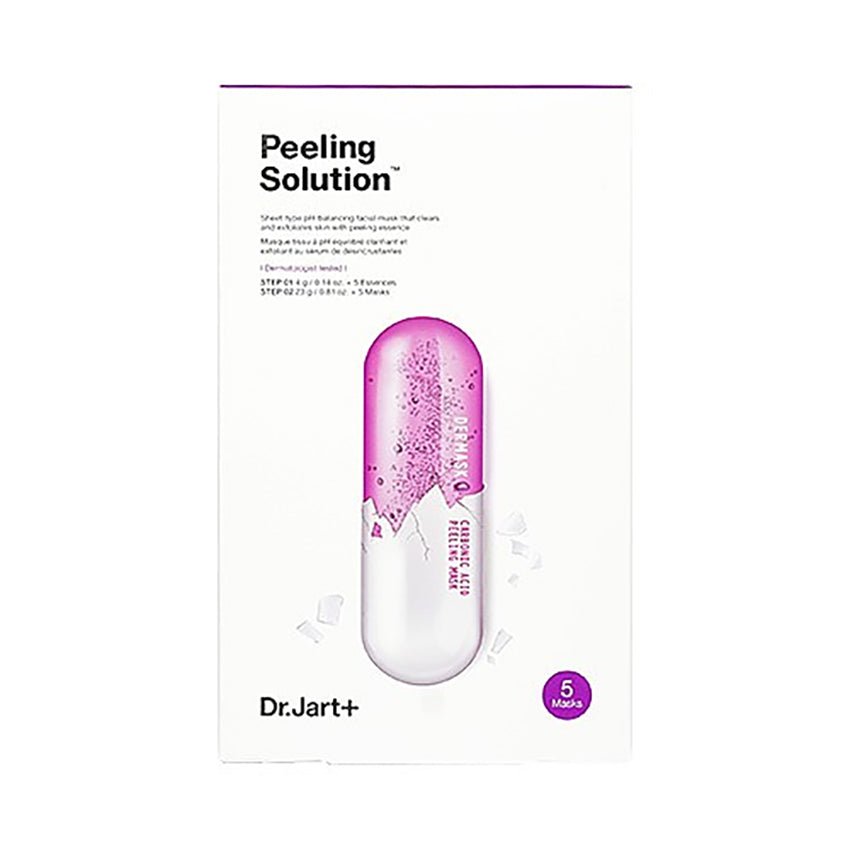 Peeling
Solution™
Sheet type pH balancing facial mask that clears
and exfoliates skin with peeling essence
Masque tissu à pH équilibré clarifiant et
exfoliant au sérum de désincrustantes
| Dermatologist tested |
STEP 01 4 g / 0.14 oz. × 5 Essences
STEP 02 23 g / 0.81 oz. × 5 Masks
DERMASK
CARBONIC ACID
PEELING MASK
Dr.Jart+
5
Masks